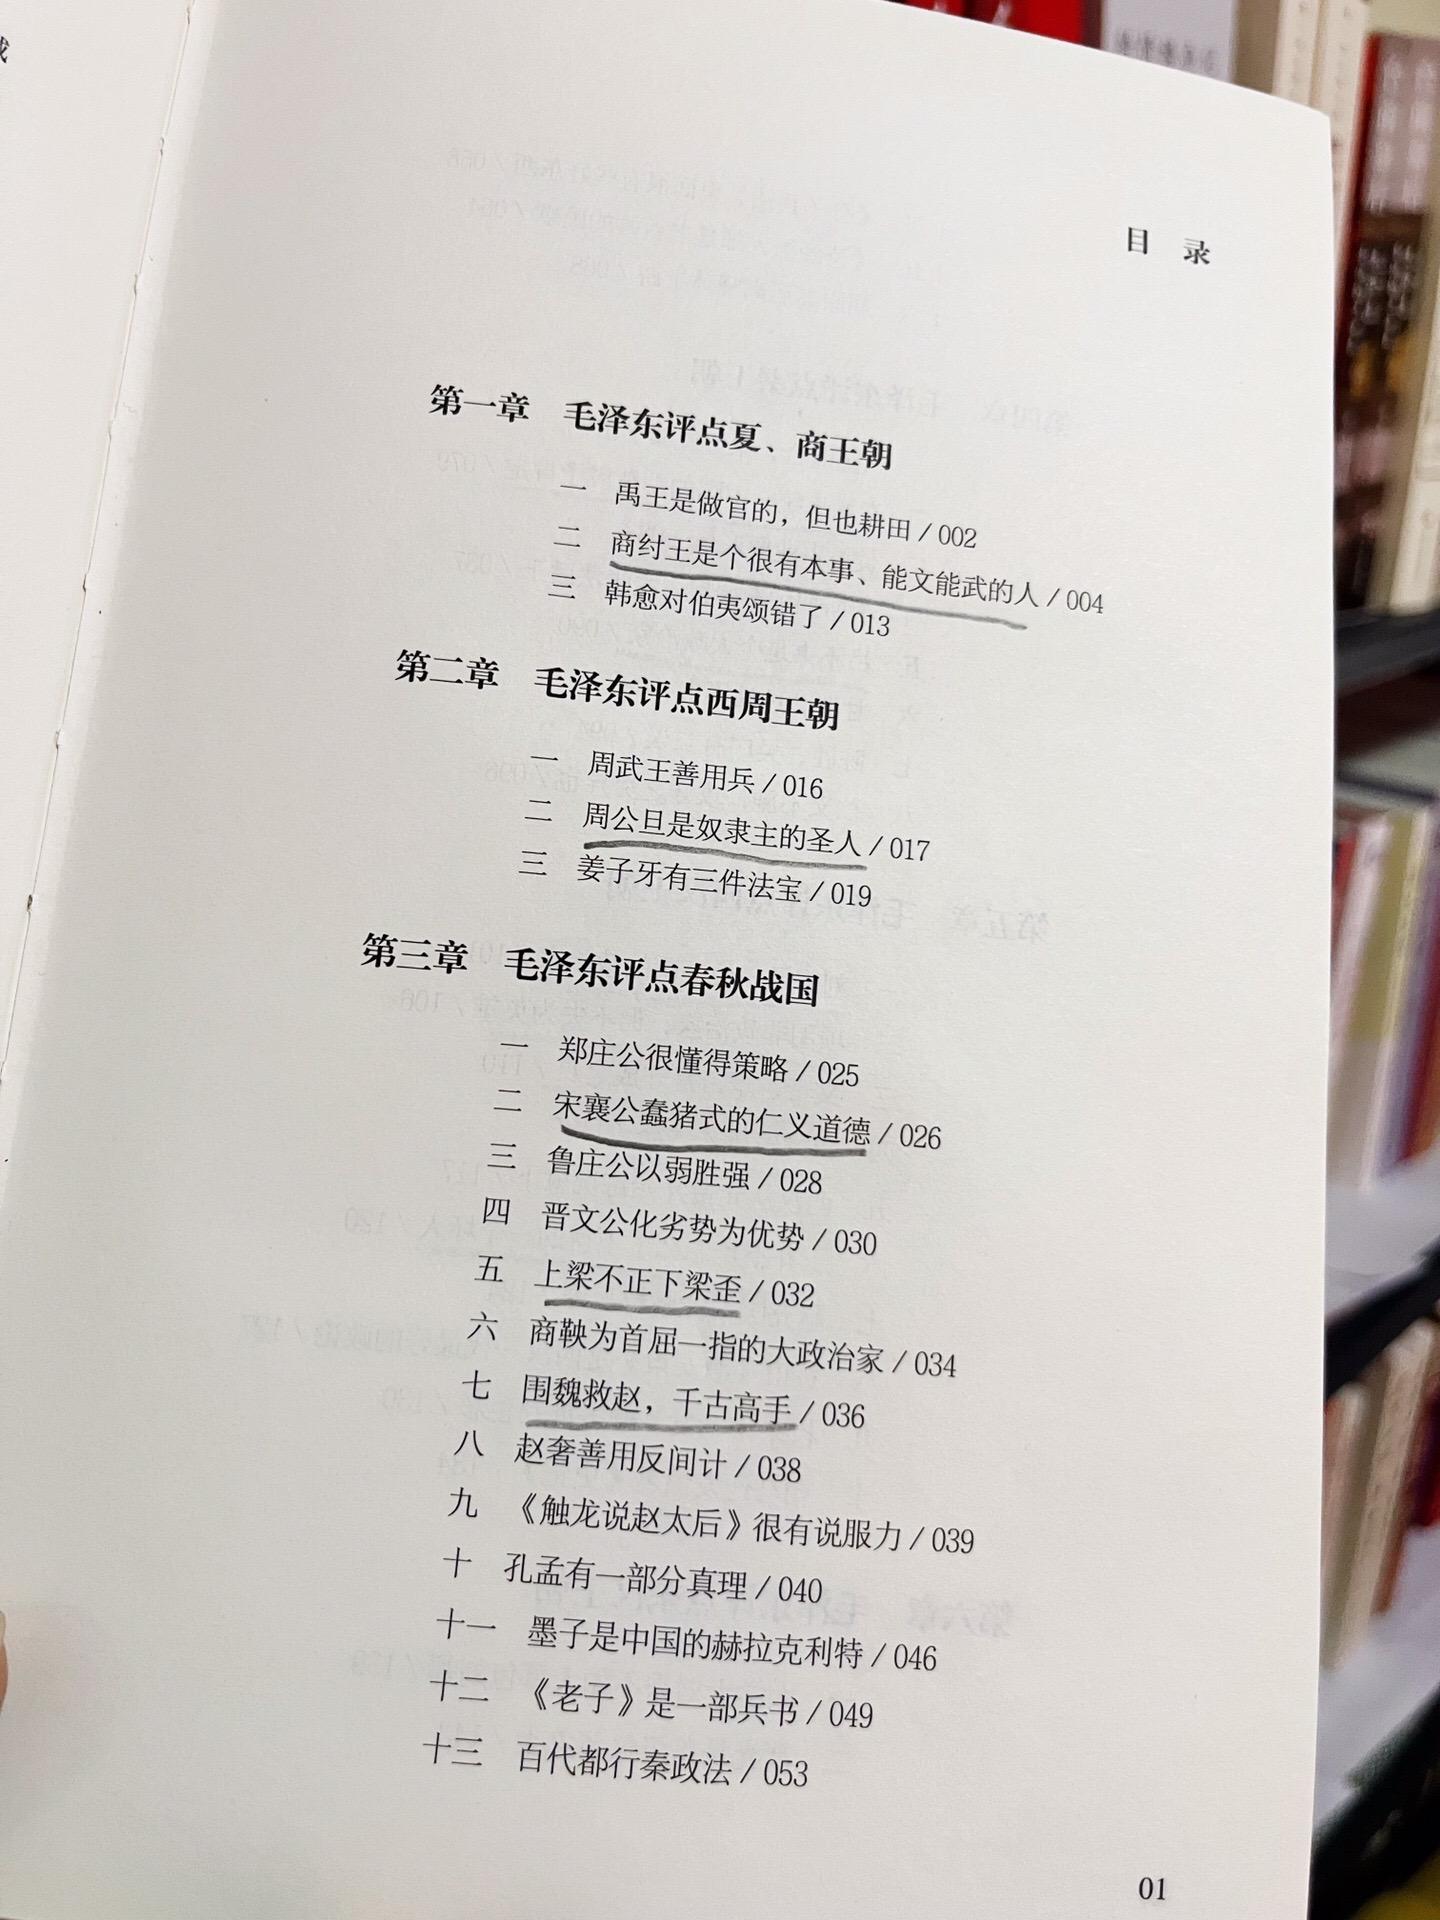 目 录
第一章 毛泽东评点夏、商王朝
一 禹王是做官的，但也耕田 / 002
二 商纣王是个很有本事、能文能武的人 / 004
三 韩愈对伯夷颂错了 / 013
第二章 毛泽东评点西周王朝
一 周武王善用兵 / 016
二 周公旦是奴隶主的圣人 / 017
三 姜子牙有三件法宝 / 019
第三章 毛泽东评点春秋战国
一 郑庄公很懂得策略 / 025
二 宋襄公蠢猪式的仁义道德 / 026
三 鲁庄公以弱胜强 / 028
四 晋文公化劣势为优势 / 030
五 上梁不正下梁歪 / 032
六 商鞅为首屈一指的大政治家 / 034
七 围魏救赵，千古高手 / 036
八 赵奢善用反间计 / 038
九 《触龙说赵太后》很有说服力 / 039
十 孔孟有一部分真理 / 040
十一 墨子是中国的赫拉克利特 / 046
十二 《老子》是一部兵书 / 049
十三 百代都行秦政法 / 053
01